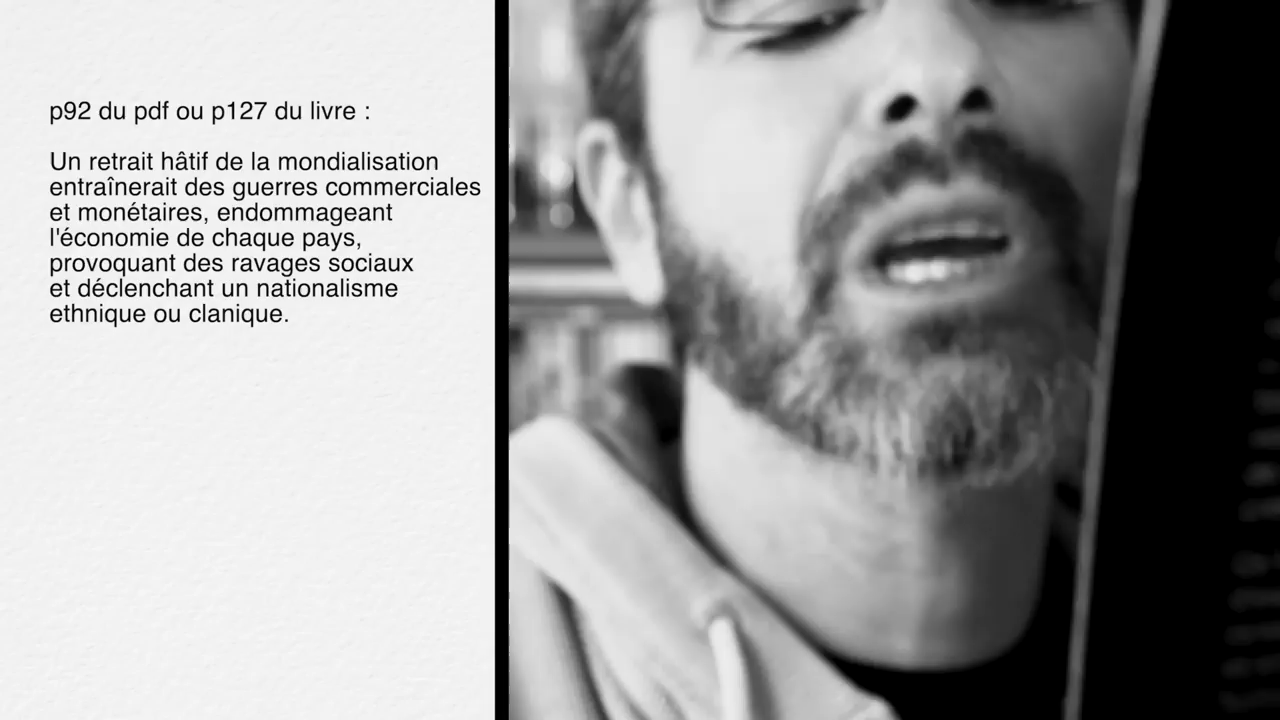 p92 du pdf ou p127 du livre :
Un retrait hâtif de la mondialisation
entraînerait des guerres commerciales
et monétaires, endommageant
l'économie de chaque pays,
provoquant des ravages sociaux
et déclenchant un nationalisme
ethnique ou clanique.